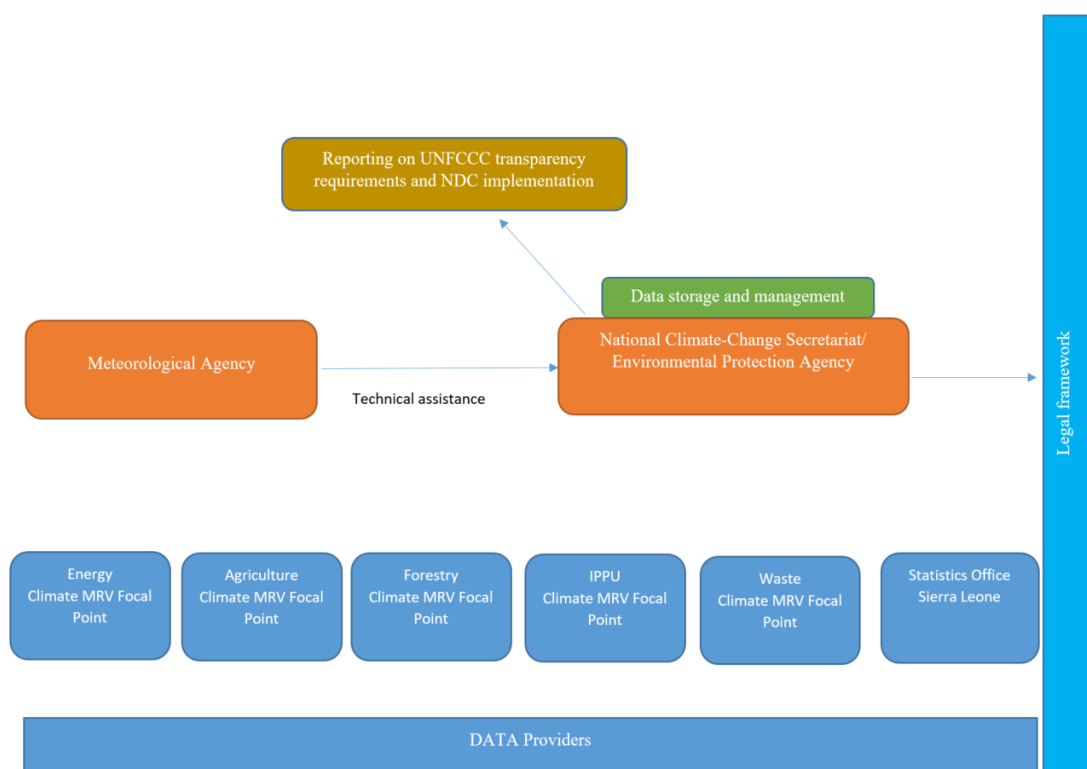 Reporting on UNFCCC transparency
requirements and NDC implementation
Data storage and management
Meteorological Agency
National Climate-Change Secretariat/
Environmental Protection Agency
Technical assistance
Legal framework
Energy
Climate MRV Focal
Point
Agriculture
Climate MRV Focal
Point
Forestry
Climate MRV Focal
Point
IPPU
Climate MRV Focal
Point
Waste
Climate MRV Focal
Point
Statistics Office
Sierra Leone
DATA Providers